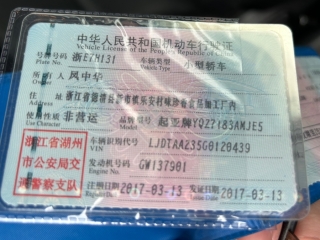 中华人民共和国机动车行驶证
Vehicle License of the People's Republic of China
号牌号码 浙E7H131 车辆类型 小型轿车
Plate No. Vehicle Type
所有人 风中华
Owner
住址 浙江省
Address
使用性质 非营运 品牌型号 起亚牌YQZ7163AMJE5
Use Character Model
浙江省湖州 车辆识别代号 LJDTAA235G0120439
VIN
市公安局交 发动机号码 GW137901
Engine No.
通警察支队 注册日期 2017-03-13 发证日期 2017-03-13
Register Date Issue Date